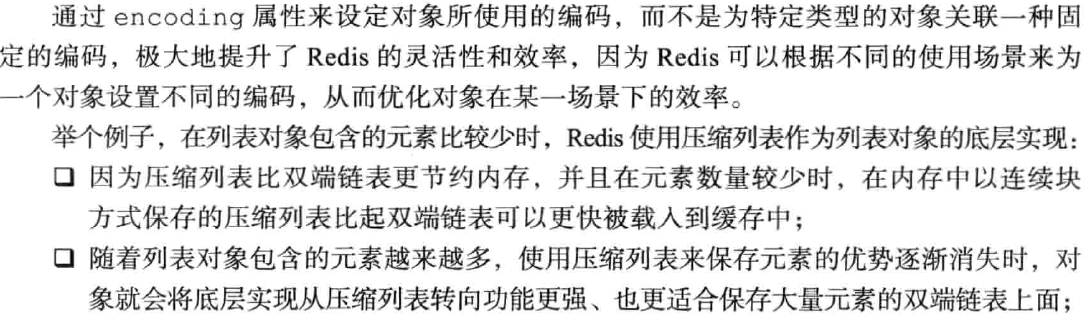 通过 encoding 属性来设定对象所使用的编码，而不是为特定类型的对象关联一种固
定的编码，极大地提升了 Redis 的灵活性和效率，因为 Redis 可以根据不同的使用场景来为
一个对象设置不同的编码，从而优化对象在某一场景下的效率。
举个例子，在列表对象包含的元素比较少时，Redis 使用压缩列表作为列表对象的底层实现：
❑ 因为压缩列表比双端链表更节约内存，并且在元素数量较少时，在内存中以连续块
方式保存的压缩列表比起双端链表可以更快被载入到缓存中；
❑ 随着列表对象包含的元素越来越多，使用压缩列表来保存元素的优势逐渐消失时，对
象就会将底层实现从压缩列表转向功能更强、也更适合保存大量元素的双端链表上面；